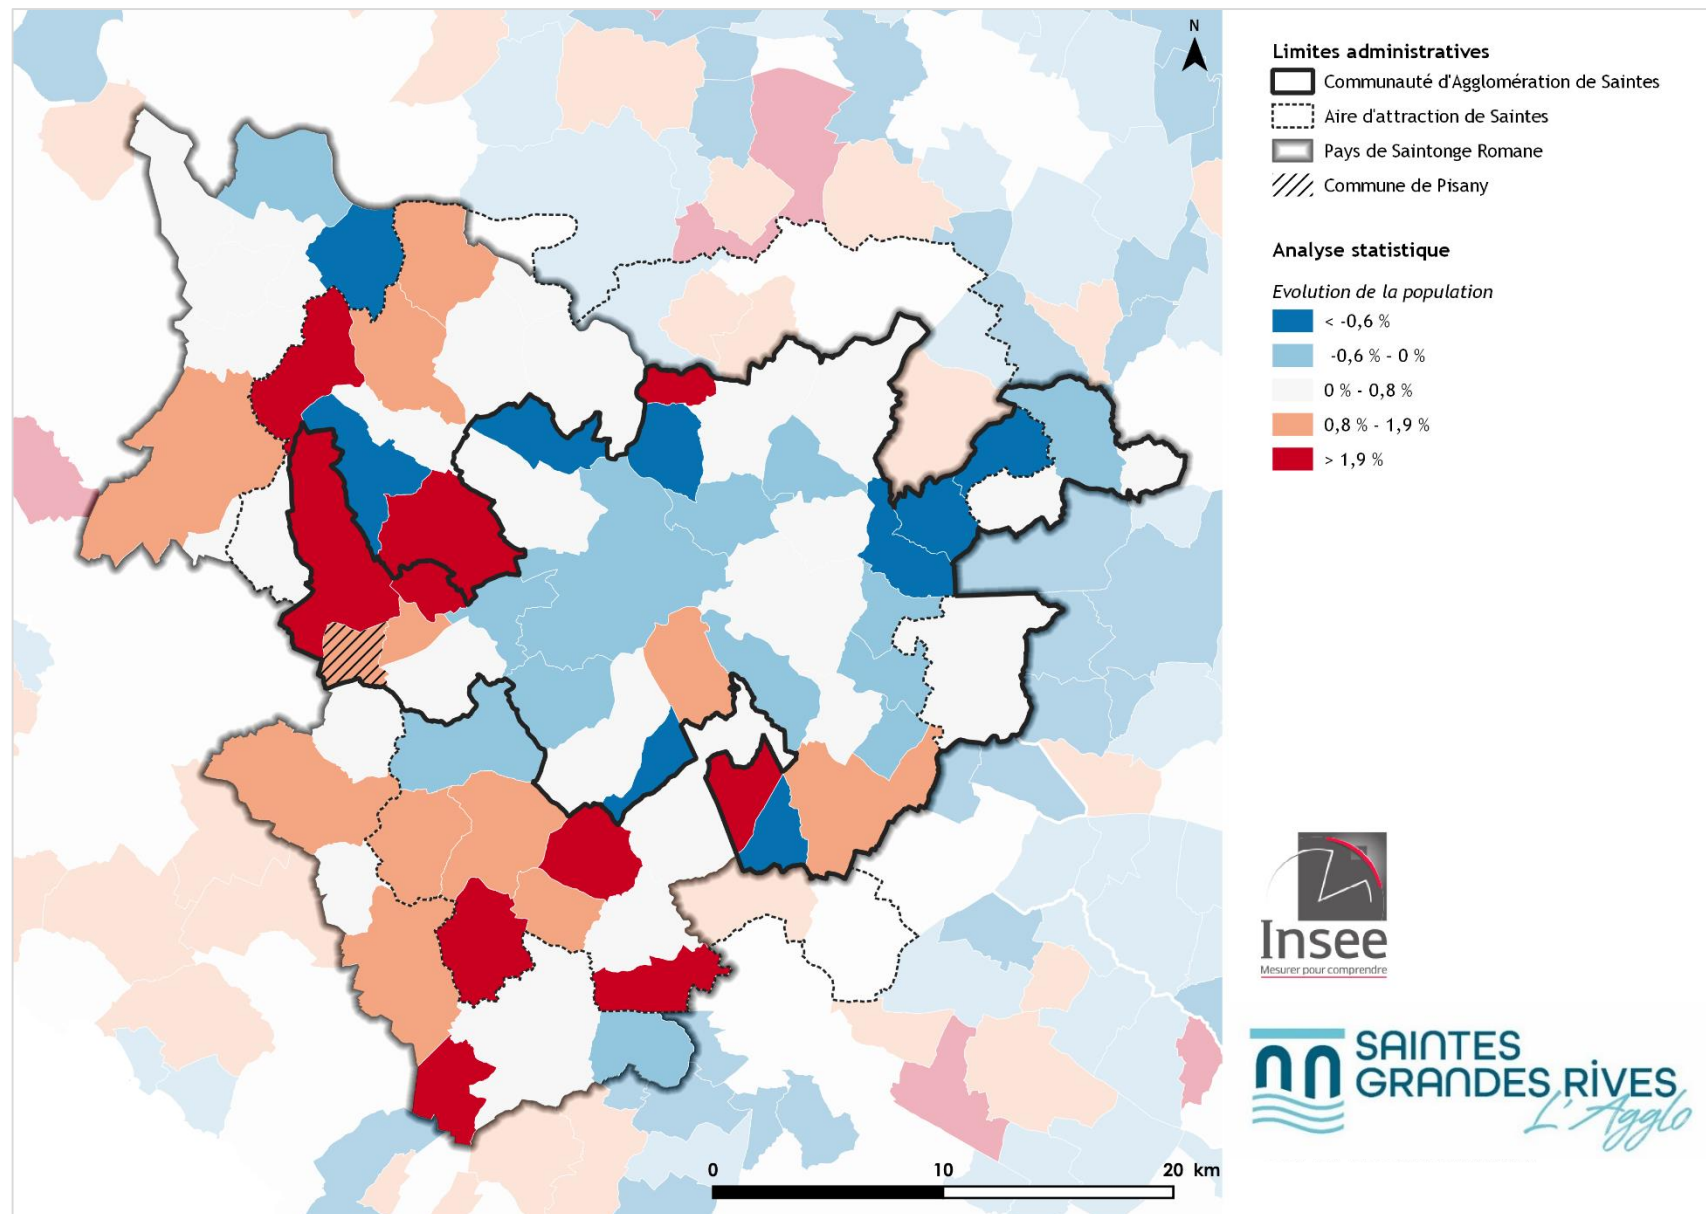 N
Limites administratives
Communauté d'Agglomération de Saintes
Aire d'attraction de Saintes
Pays de Saintonge Romane
Commune de Pisany
Analyse statistique
Evolution de la population
< -0,6 %
-0,6 % - 0 %
0 % - 0,8 %
0,8 % - 1,9 %
> 1,9 %
Insee
Mesurer pour comprendre
SAINTES
GRANDES RIVES
L'Agglo
0 10 20 km